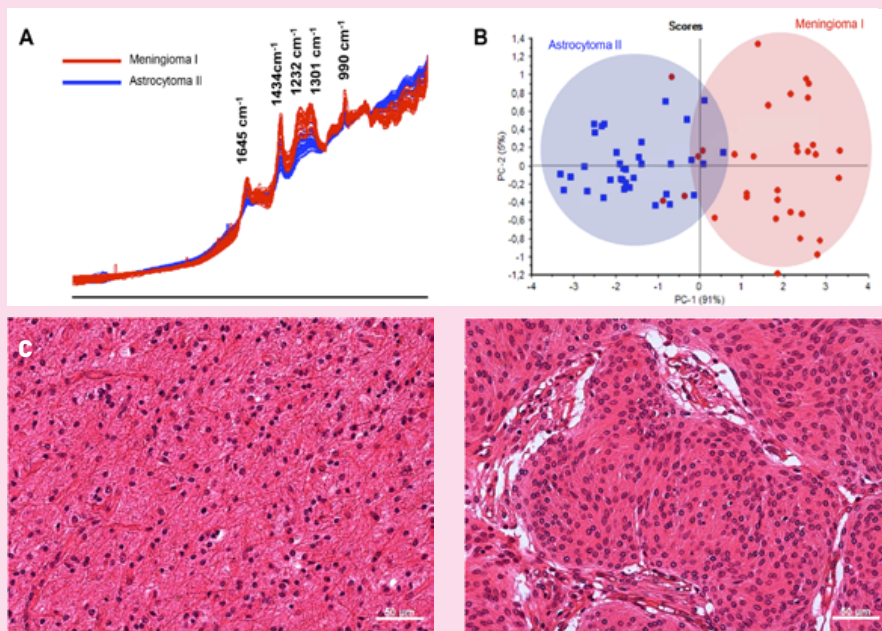 A
Meningioma I
Astrocytoma II
1645 cm⁻¹
1434cm⁻¹
1232 cm⁻¹
1301 cm⁻¹
990 cm⁻¹
B
Scores
Astrocytoma II
Meningioma I
PC-2 (5%)
1,4
1,2
1
0,8
0,6
0,4
0,2
0
-0,2
-0,4
-0,6
-0,8
-1
-1,2
-4
-3
-2
-1
0
1
2
3
4
PC-1 (91%)
C
50 µm